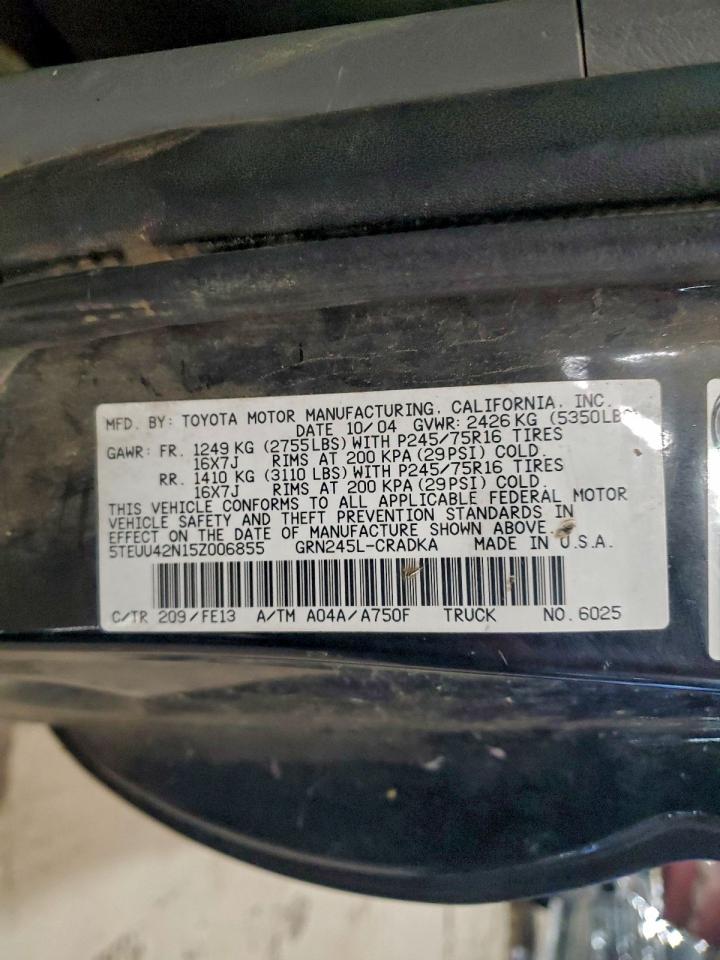 MFD. BY: TOYOTA MOTOR MANUFACTURING, CALIFORNIA, INC.
DATE 10/04 GVWR: 2426 KG (5350LBS)
GAWR: FR. 1249 KG (2755LBS) WITH P245/75R16 TIRES
16X7J RIMS AT 200 KPA (29PSI) COLD.
RR. 1410 KG (3110 LBS) WITH P245/75R16 TIRES
16X7J RIMS AT 200 KPA (29PSI) COLD.
THIS VEHICLE CONFORMS TO ALL APPLICABLE FEDERAL MOTOR
VEHICLE SAFETY AND THEFT PREVENTION STANDARDS IN
EFFECT ON THE DATE OF MANUFACTURE SHOWN ABOVE.
5TEUU42N15Z006855 GRN245L-CRADKA MADE IN U.S.A.
C/TR 209/FE13 A/TM A04A/A750F TRUCK NO. 6025